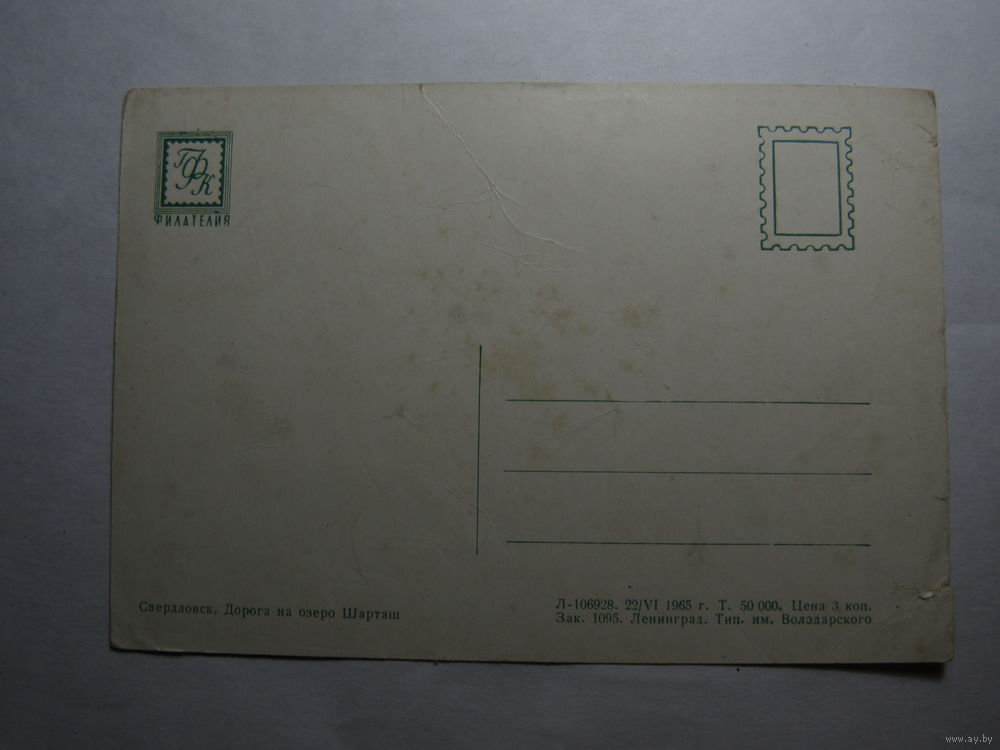 ГФК
ФИЛАТЕЛИЯ
Свердловск. Дорога на озеро Шарташ
Л-106928. 22/VI 1965 г. Т. 50 000. Цена 3 коп.
Зак. 1095. Ленинград. Тип. им. Володарского
www.ay.by